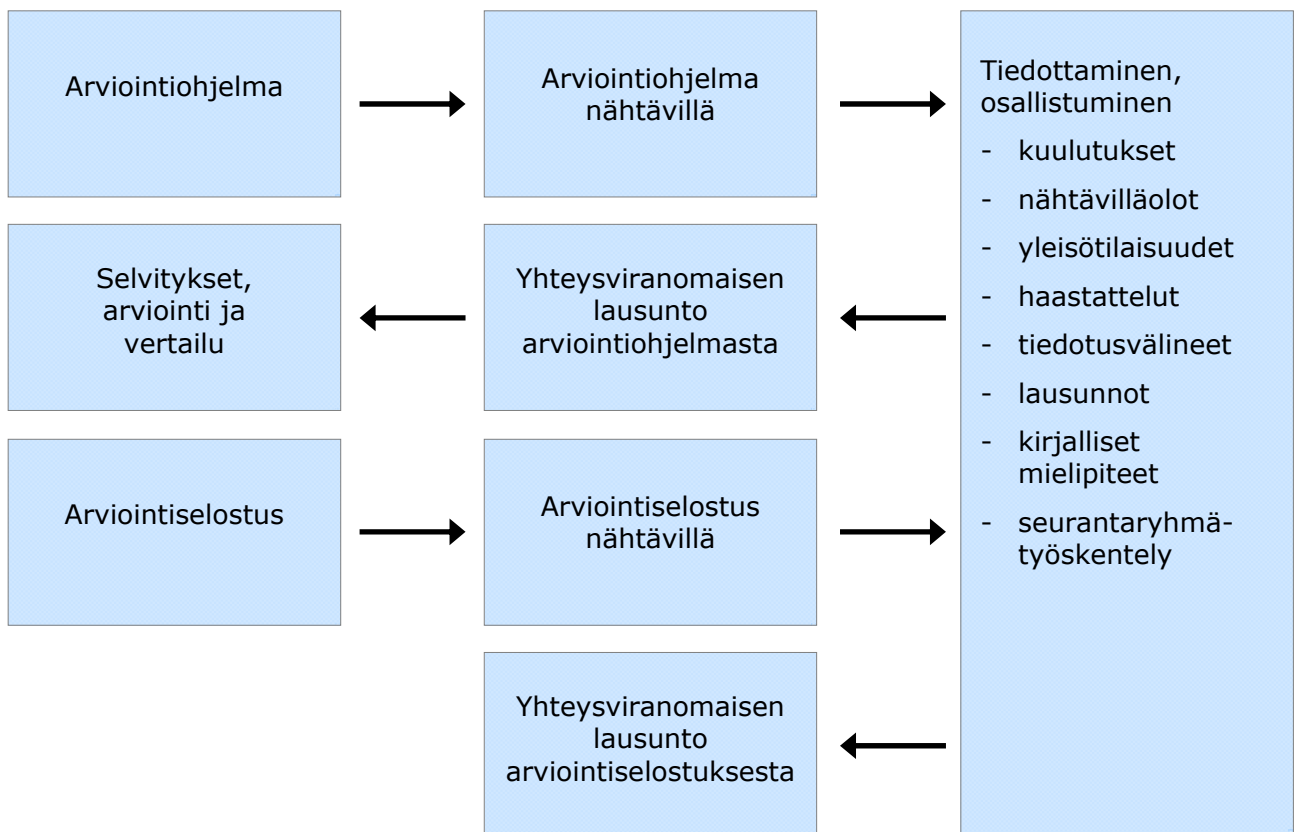 Arviointiohjelma
Arviointiohjelma
nähtävillä
Tiedottaminen,
osallistuminen
- kuulutukset
- nähtävilläolot
- yleisötilaisuudet
- haastattelut
- tiedotusvälineet
- lausunnot
- kirjalliset
mielipiteet
- seurantaryhmä-
työskentely
Selvitykset,
arviointi ja
vertailu
Yhteysviranomaisen
lausunto
arviointiohjelmasta
Arviointiselostus
Arviointiselostus
nähtävillä
Yhteysviranomaisen
lausunto
arviointiselostuksesta